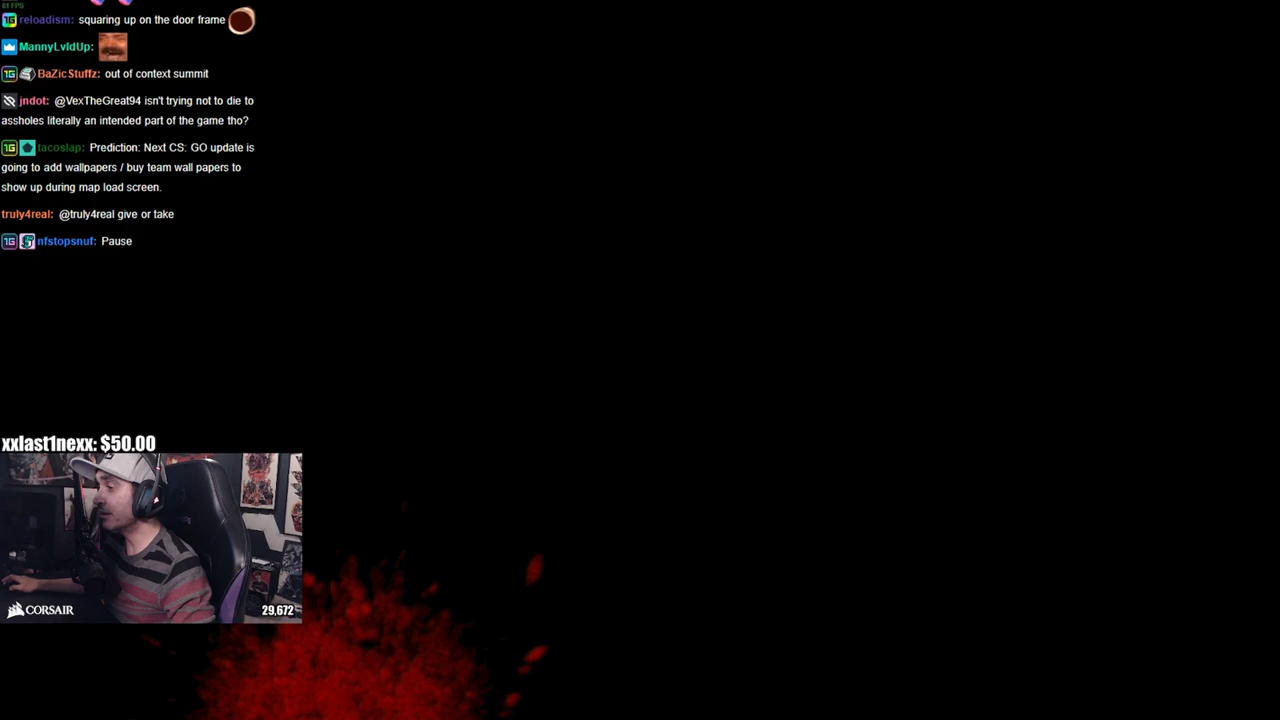 61 FPS
reloadism: squaring up on the door frame
MannyLvldUp:
BaZicStuffz: out of context summit
jndot: @VexTheGreat94 isn't trying not to die to
assholes literally an intended part of the game tho?
tacoslap: Prediction: Next CS: GO update is
going to add wallpapers / buy team wall papers to
show up during map load screen.
truly4real: @truly4real give or take
nfstopsnuf: Pause
xxlast1nexx: $50.00
CORSAIR
29,672